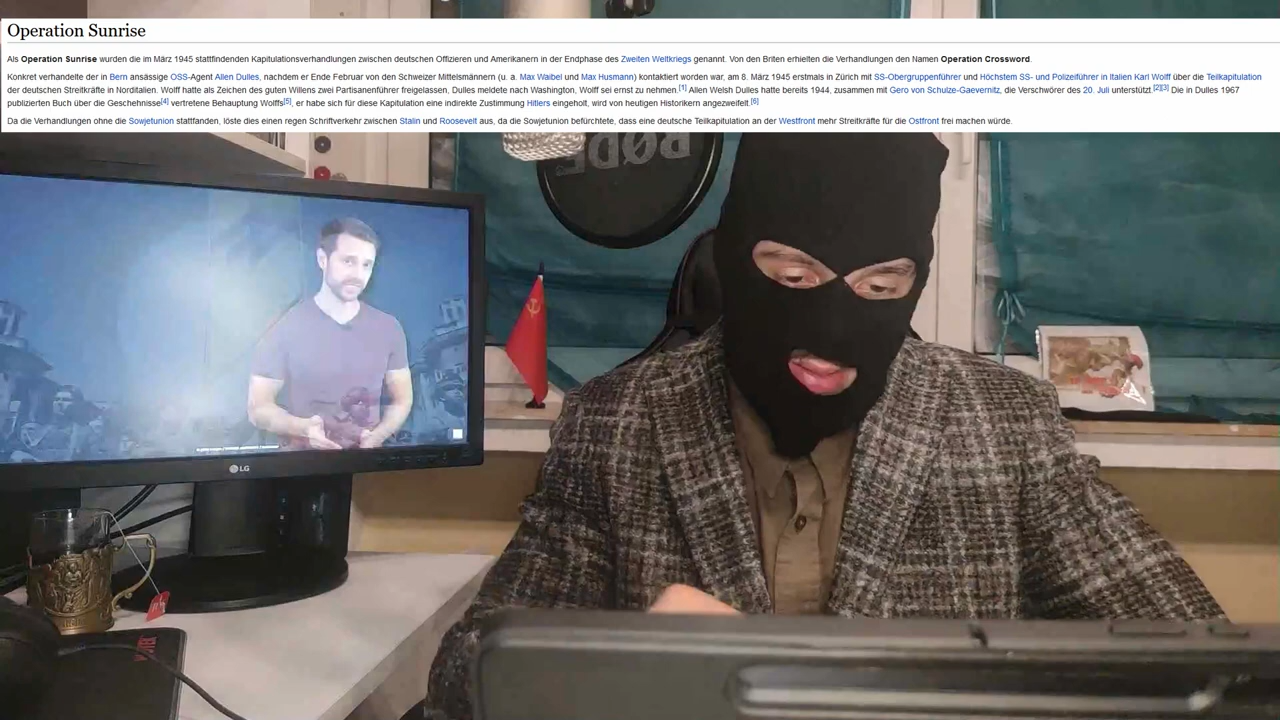 Operation Sunrise
Als Operation Sunrise wurden die im März 1945 stattfindenden Kapitulationsverhandlungen zwischen deutschen Offizieren und Amerikanern in der Endphase des Zweiten Weltkriegs genannt. Von den Briten erhielten die Verhandlungen den Namen Operation Crossword.
Konkret verhandelte der in Bern ansässige OSS-Agent Allen Dulles, nachdem er Ende Februar von den Schweizer Mittelsmännern (u. a. Max Waibel und Max Husmann) kontaktiert worden war, am 8. März 1945 erstmals in Zürich mit SS-Obergruppenführer und Höchstem SS- und Polizeiführer in Italien Karl Wolff über die Teilkapitulation
der deutschen Streitkräfte in Norditalien. Wolff hatte als Zeichen des guten Willens zwei Partisanenführer freigelassen, Dulles meldete nach Washington, Wolff sei ernst zu nehmen.[1] Allen Welsh Dulles hatte bereits 1944, zusammen mit Gero von Schulze-Gaevernitz, die Verschwörer des 20. Juli unterstützt.[2][3] Die in Dulles 1967
publizierten Buch über die Geschehnisse[4] vertretene Behauptung Wolffs[5], er habe sich für diese Kapitulation eine indirekte Zustimmung Hitlers eingeholt, wird von heutigen Historikern angezweifelt.[6]
Da die Verhandlungen ohne die Sowjetunion stattfanden, löste dies einen regen Schriftverkehr zwischen Stalin und Roosevelt aus, da die Sowjetunion befürchtete, dass eine deutsche Teilkapitulation an der Westfront mehr Streitkräfte für die Ostfront frei machen würde.
RØDE
LG